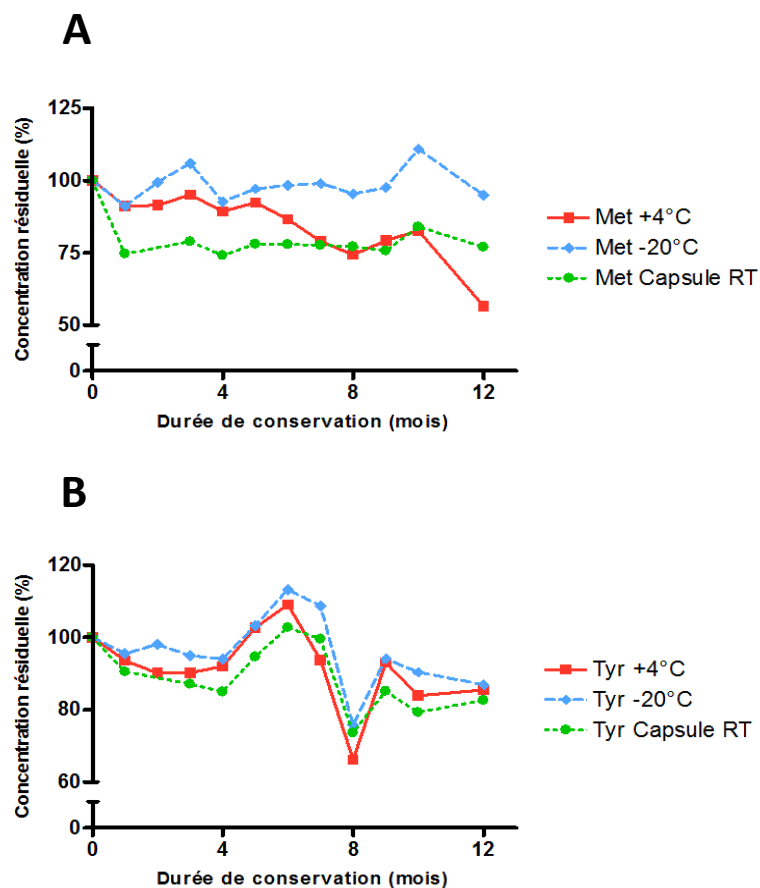 A
Concentration résiduelle (%)
125
100
75
50
0
0 4 8 12
Durée de conservation (mois)
Met +4°C
Met -20°C
Met Capsule RT
B
Concentration résiduelle (%)
120
100
80
60
0
0 4 8 12
Durée de conservation (mois)
Tyr +4°C
Tyr -20°C
Tyr Capsule RT